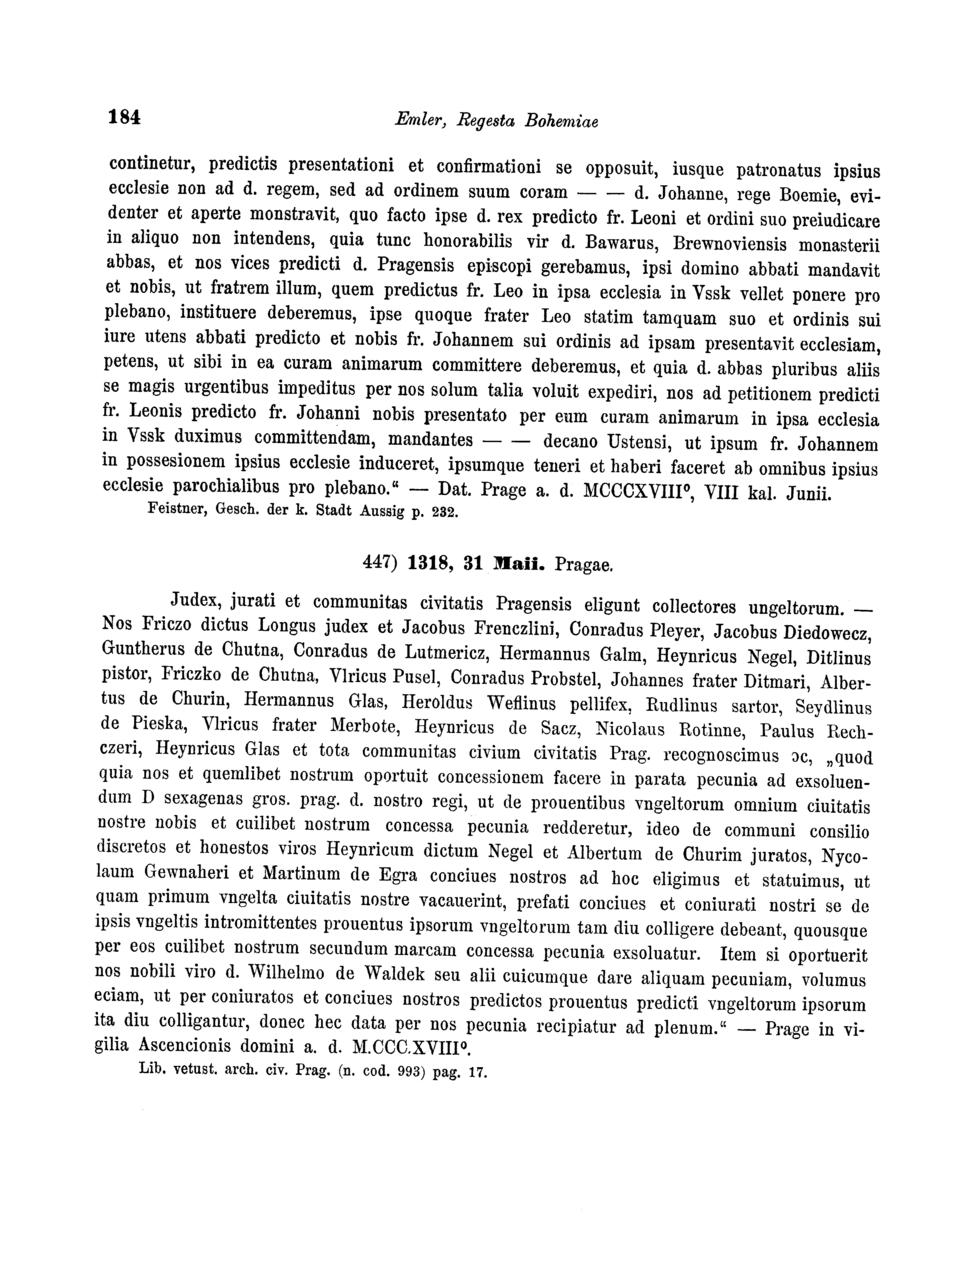 184
Emler, Regesta Bohemiae
continetur, predictis presentationi et confirmationi se opposuit, iusque patronatus ipsius
ecclesie non ad d. regem, sed ad ordinem suum coram — — d. Johanne, rege Boemie, evi-
denter et aperte monstravit, quo facto ipse d. rex predicto fr. Leoni et ordini suo preiudicare
in aliquo non intendens, quia tunc honorabilis vir d. Bawarus, Brewnoviensis monasterii
abbas, et nos vices predicti d. Pragensis episcopi gerebamus, ipsi domino abbati mandavit
et nobis, ut fratrem illum, quem predictus fr. Leo in ipsa ecclesia in Vssk vellet ponere pro
plebano, instituere deberemus, ipse quoque frater Leo statim tamquam suo et ordinis sui
iure utens abbati predicto et nobis fr. Johannem sui ordinis ad ipsam presentavit ecclesiam,
petens, ut sibi in ea curam animarum committere deberemus, et quia d. abbas pluribus aliis
se magis urgentibus impeditus per nos solum talia voluit expediri, nos ad petitionem predicti
fr. Leonis predicto fr. Johanni nobis presentato per eum curam animarum in ipsa ecclesia
in Vssk duximus committendam, mandantes — — decano Ustensi, ut ipsum fr. Johannem
in possesionem ipsius ecclesie induceret, ipsumque teneri et haberi faceret ab omnibus ipsius
ecclesie parochialibus pro plebano.“ — Dat. Prage a. d. MCCCXVIII⁰, VIII kal. Junii.
Feistner, Gesch. der k. Stadt Aussig p. 232.
447) 1318, 31 Maii. Pragae.
Judex, jurati et communitas civitatis Pragensis eligunt collectores ungeltorum. —
Nos Friczo dictus Longus judex et Jacobus Frenczlini, Conradus Pleyer, Jacobus Diedowecz,
Guntherus de Chutna, Conradus de Lutmericz, Hermannus Galm, Heynricus Negel, Ditlinus
pistor, Friczko de Chutna, Vlricus Pusel, Conradus Probstel, Johannes frater Ditmari, Alber-
tus de Churin, Hermannus Glas, Heroldus Weflinus pellifex, Rudlinus sartor, Seydlinus
de Pieska, Vlricus frater Merbote, Heynricus de Sacz, Nicolaus Rotinne, Paulus Rech-
czeri, Heynricus Glas et tota communitas civium civitatis Prag. recognoscimus ɔc, „quod
quia nos et quemlibet nostrum oportuit concessionem facere in parata pecunia ad exsoluen-
dum D sexagenas gros. prag. d. nostro regi, ut de prouentibus vngeltorum omnium ciuitatis
nostre nobis et cuilibet nostrum concessa pecunia redderetur, ideo de communi consilio
discretos et honestos viros Heynricum dictum Negel et Albertum de Churim juratos, Nyco-
laum Gewnaheri et Martinum de Egra conciues nostros ad hoc eligimus et statuimus, ut
quam primum vngelta ciuitatis nostre vacauerint, prefati conciues et coniurati nostri se de
ipsis vngeltis intromittentes prouentus ipsorum vngeltorum tam diu colligere debeant, quousque
per eos cuilibet nostrum secundum marcam concessa pecunia exsoluatur. Item si oportuerit
nos nobili viro d. Wilhelmo de Waldek seu alii cuicumque dare aliquam pecuniam, volumus
eciam, ut per coniuratos et conciues nostros predictos prouentus predicti vngeltorum ipsorum
ita diu colligantur, donec hec data per nos pecunia recipiatur ad plenum.“ — Prage in vi-
gilia Ascencionis domini a. d. M.CCC.XVIII⁰.
Lib. vetust. arch. civ. Prag. (n. cod. 993) pag. 17.